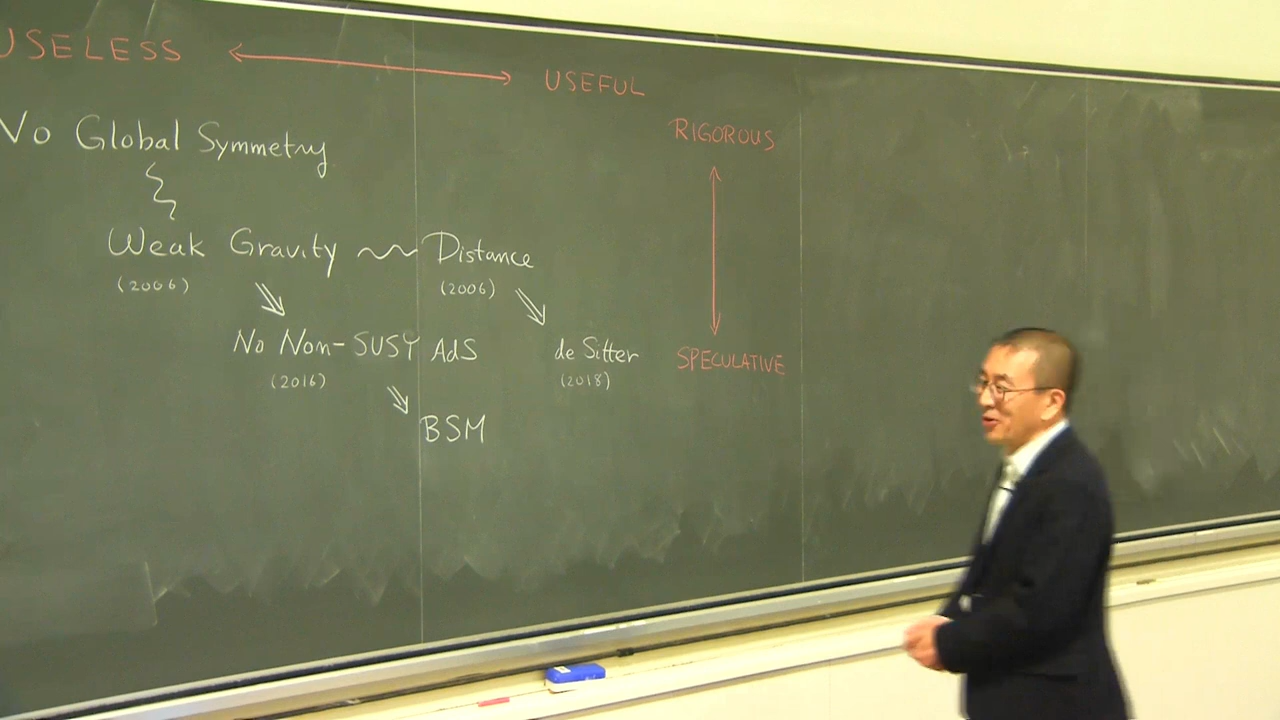 USELESS ⟷ USEFUL
No Global Symmetry
RIGOROUS
Weak Gravity Distance
(2006) (2006)
No Non-SUSY AdS de Sitter
(2016) (2018)
SPECULATIVE
BSM